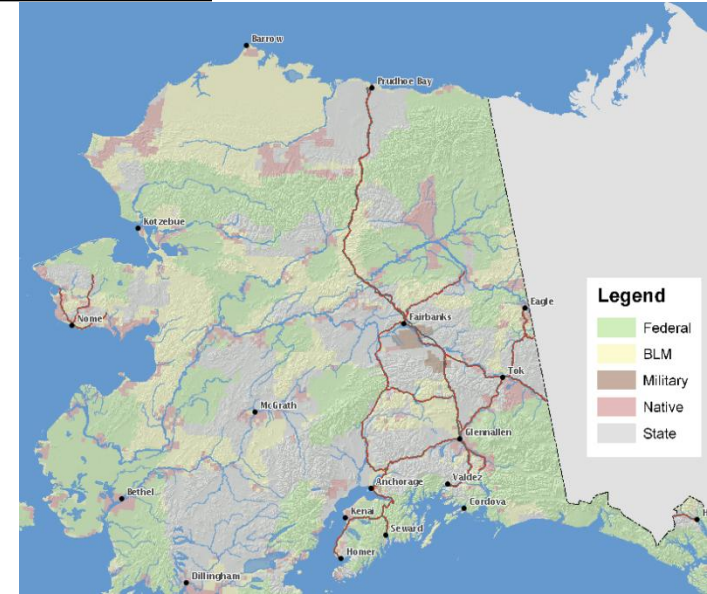 Barrow
Prudhoe Bay
Kotzebue
Eagle
Nome
Fairbanks
Legend
Federal
BLM
Military
Native
State
Tok
McGrath
Glennallen
Anchorage
Valdez
Bethel
Cordova
Kenai
Seward
Homer
Dillingham
H